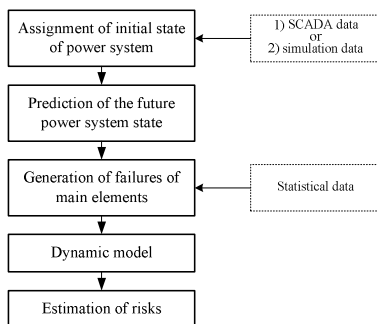 Assignment of initial state
of power system
1) SCADA data
or
2) simulation data
Prediction of the future
power system state
Generation of failures of
main elements
Statistical data
Dynamic model
Estimation of risks